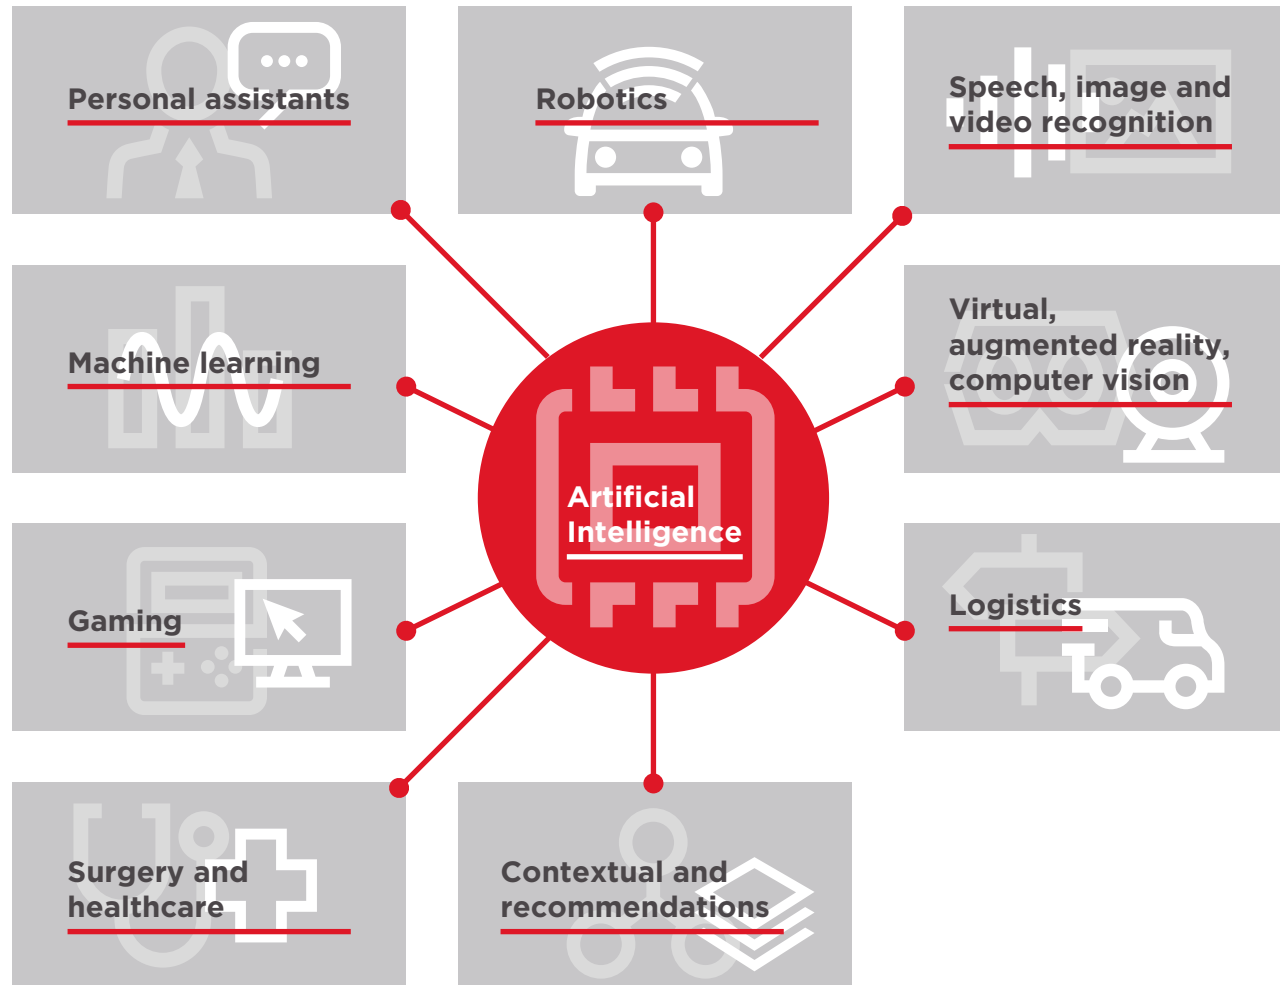 Personal assistants
Robotics
Speech, image and
video recognition
Machine learning
Virtual,
augmented reality,
computer vision
Artificial
Intelligence
Gaming
Logistics
Surgery and
healthcare
Contextual and
recommendations